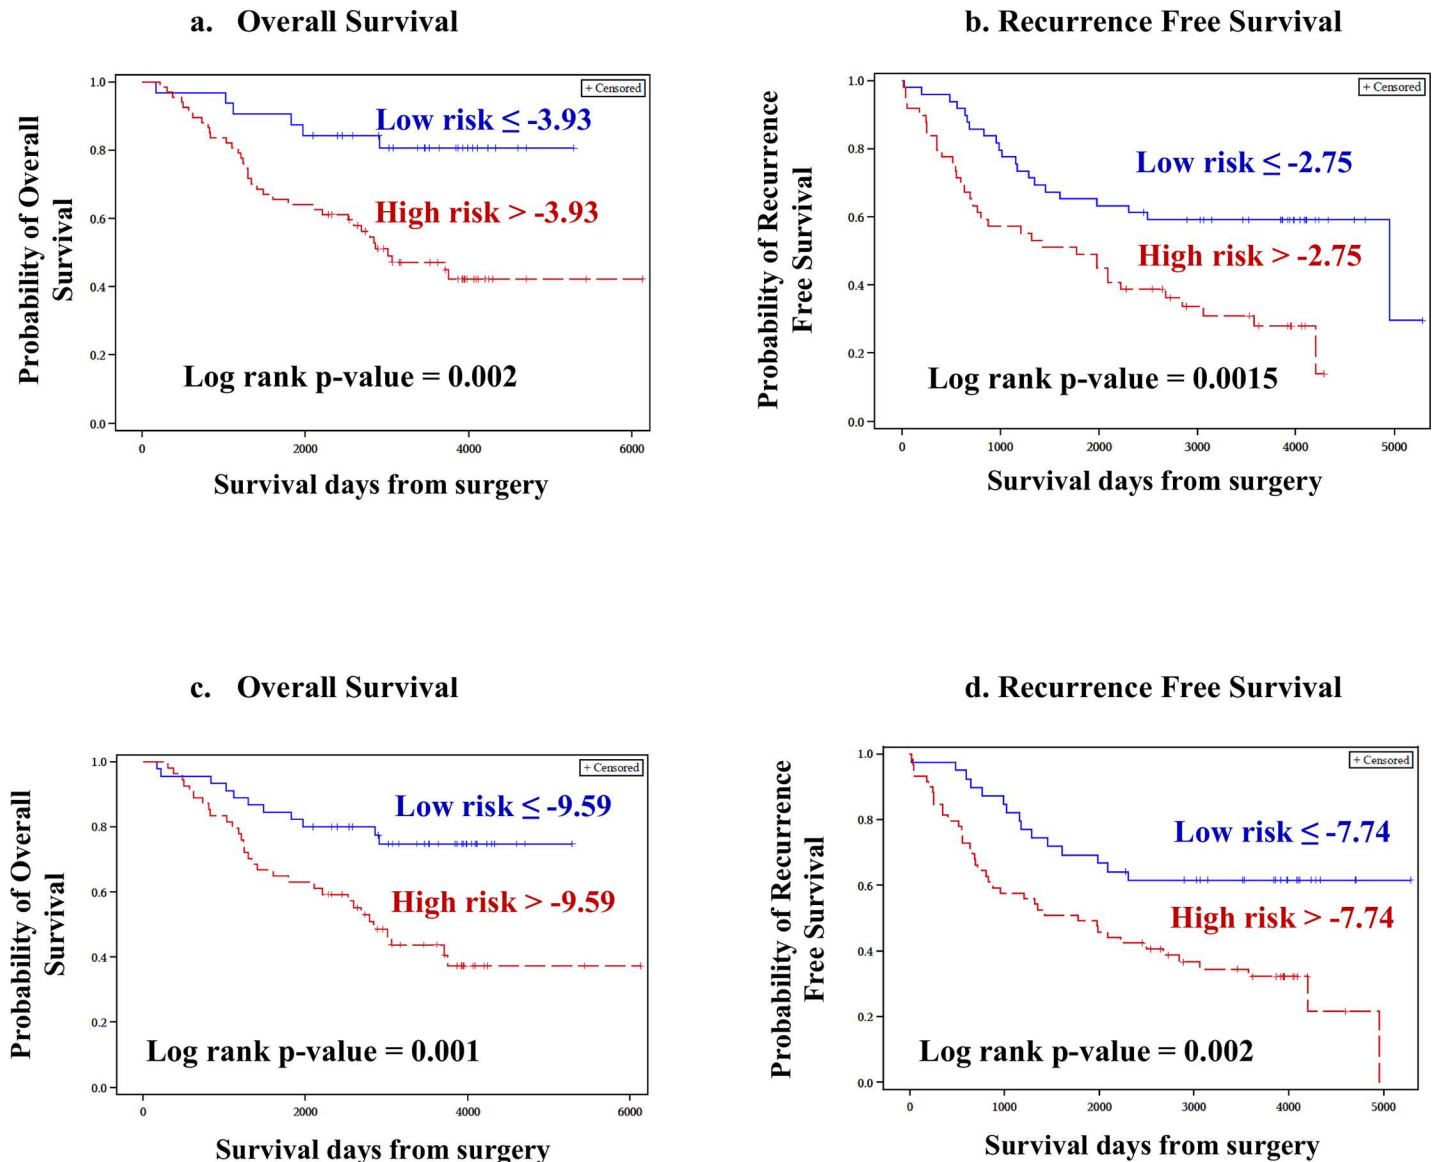 a. Overall Survival
+ Censored
Low risk ≤ -3.93
High risk > -3.93
Log rank p-value = 0.002
Probability of Overall
Survival
1.0
0.8
0.6
0.4
0.2
0.0
0 2000 4000 6000
Survival days from surgery
b. Recurrence Free Survival
+ Censored
Low risk ≤ -2.75
High risk > -2.75
Log rank p-value = 0.0015
Probability of Recurrence
Free Survival
1.0
0.8
0.6
0.4
0.2
0.0
0 1000 2000 3000 4000 5000
Survival days from surgery
c. Overall Survival
+ Censored
Low risk ≤ -9.59
High risk > -9.59
Log rank p-value = 0.001
Probability of Overall
Survival
1.0
0.8
0.6
0.4
0.2
0.0
0 2000 4000 6000
Survival days from surgery
d. Recurrence Free Survival
+ Censored
Low risk ≤ -7.74
High risk > -7.74
Log rank p-value = 0.002
Probability of Recurrence
Free Survival
1.0
0.8
0.6
0.4
0.2
0.0
0 1000 2000 3000 4000 5000
Survival days from surgery